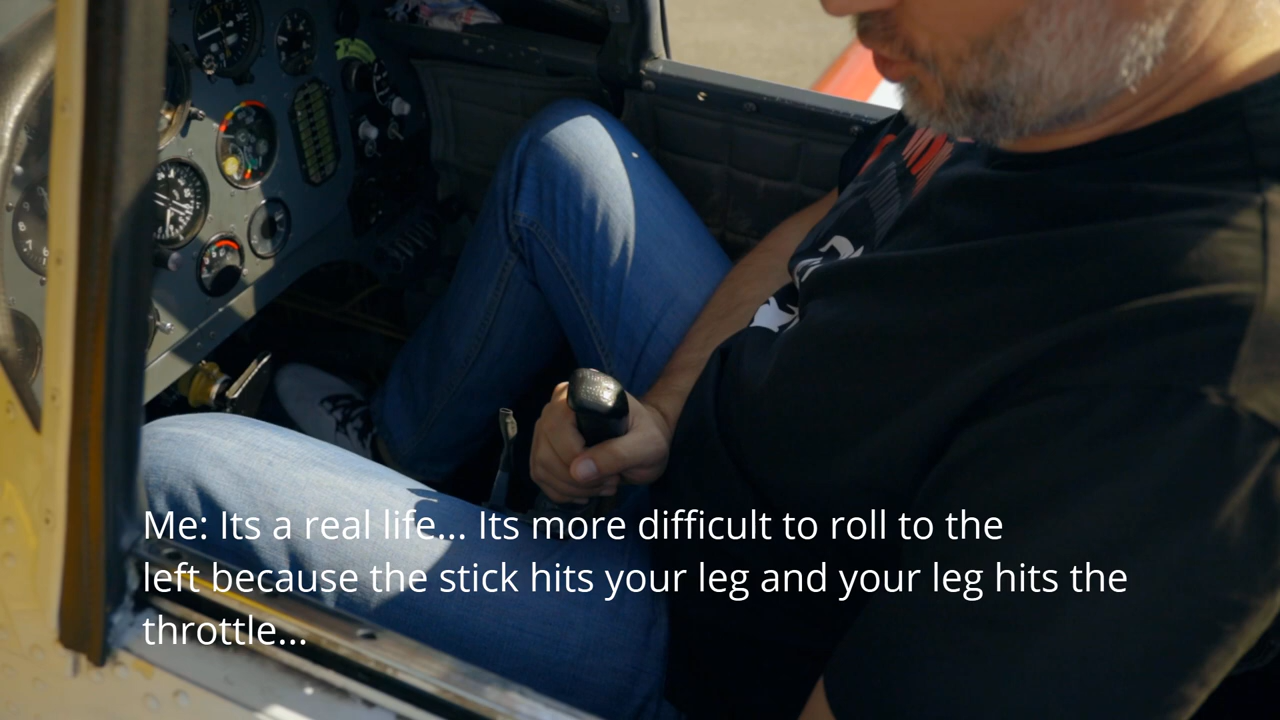 Me: Its a real life... Its more difficult to roll to the
left because the stick hits your leg and your leg hits the
throttle...